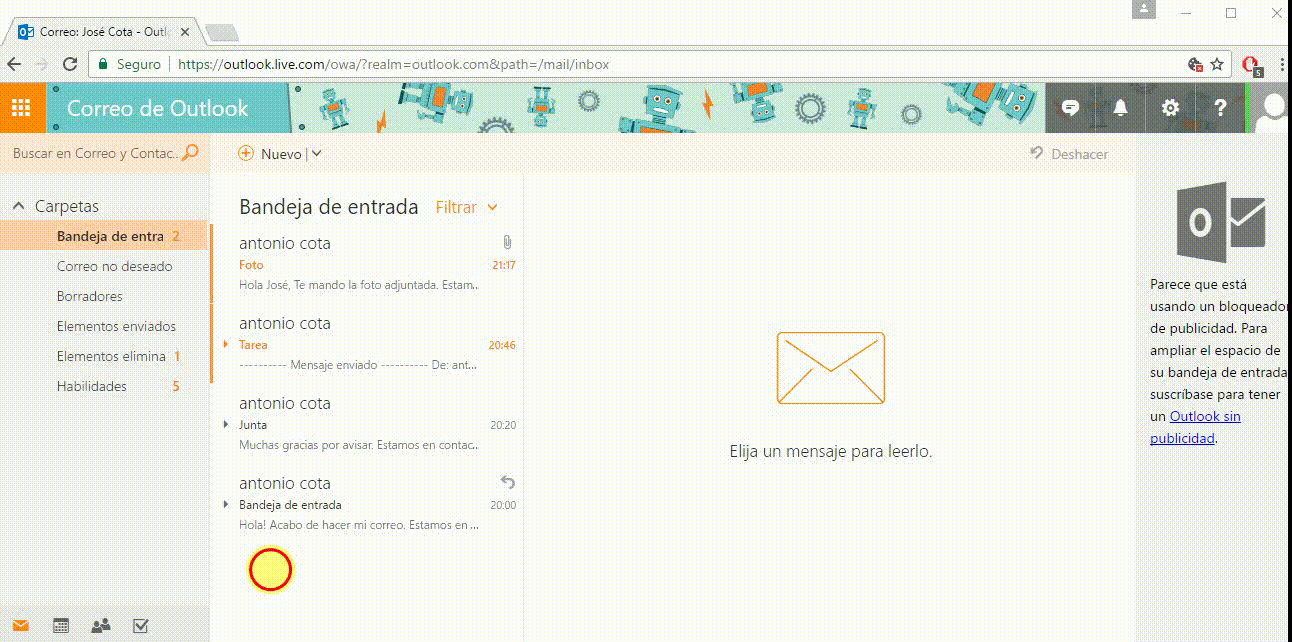 Correo: José Cota - Outl
Seguro
https://outlook.live.com/owa/?realm=outlook.com&path=/mail/inbox
5
Correo de Outlook
?
Buscar en Correo y Contac..
Nuevo
Deshacer
Carpetas
Bandeja de entra 2
Correo no deseado
Borradores
Elementos enviados
Elementos elimina 1
Habilidades 5
Bandeja de entrada Filtrar
antonio cota
Foto 21:17
Hola José, Te mando la foto adjuntada. Estam...
antonio cota
Tarea 20:46
---------- Mensaje enviado ---------- De: ant...
antonio cota
Junta 20:20
Muchas gracias por avisar. Estamos en contac...
antonio cota
Bandeja de entrada 20:00
Hola! Acabo de hacer mi correo. Estamos en ...
Elija un mensaje para leerlo.
Parece que está
usando un bloqueador
de publicidad. Para
ampliar el espacio de
su bandeja de entrada
suscríbase para tener
un Outlook sin
publicidad.